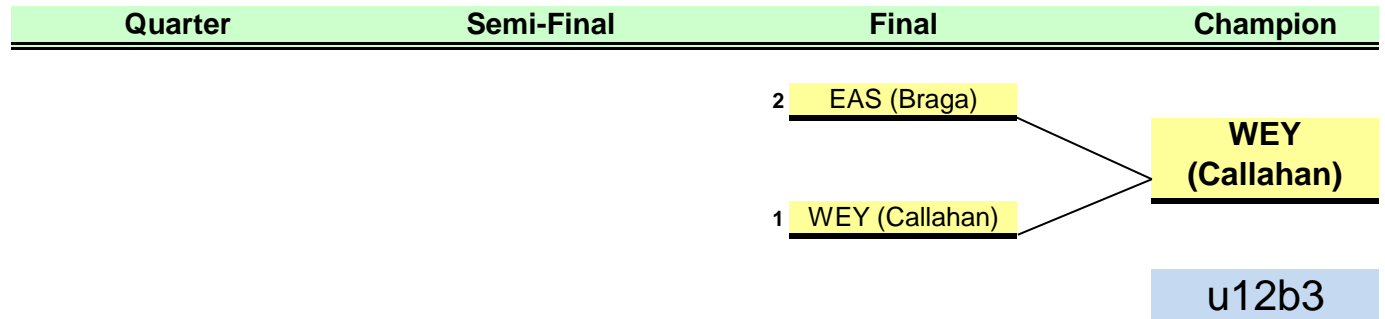 Quarter Semi-Final Final Champion
2 EAS (Braga)
WEY
(Callahan)
1 WEY (Callahan)
u12b3